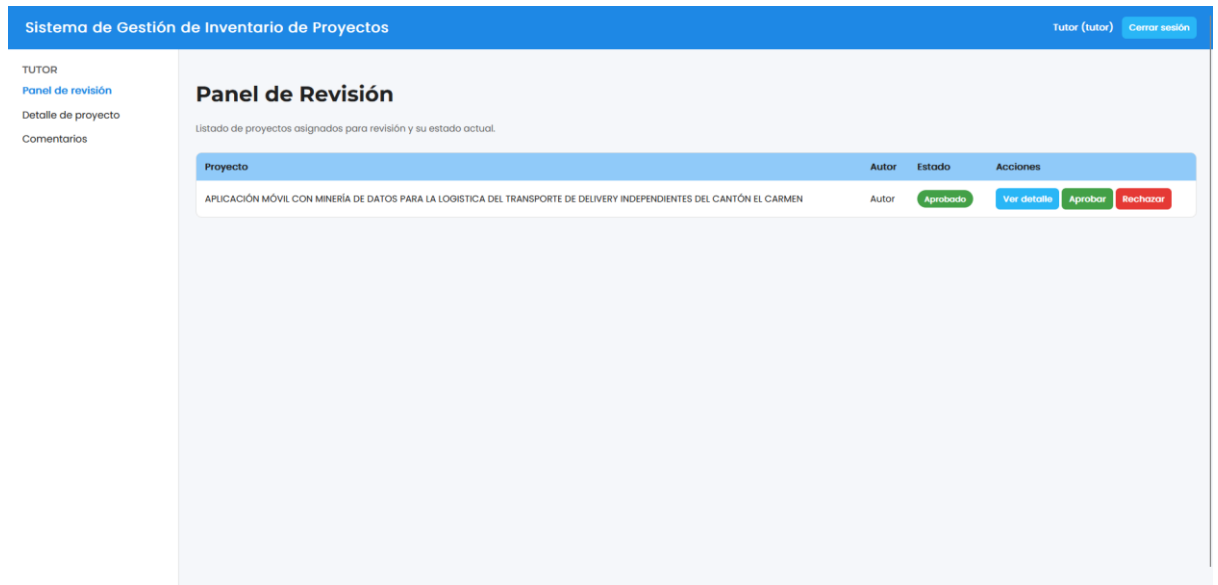 Sistema de Gestión de Inventario de Proyectos
Tutor (tutor) Cerrar sesión
TUTOR
Panel de revisión
Detalle de proyecto
Comentarios
Panel de Revisión
Listado de proyectos asignados para revisión y su estado actual.
Proyecto Autor Estado Acciones
APLICACIÓN MÓVIL CON MINERÍA DE DATOS PARA LA LOGISTICA DEL TRANSPORTE DE DELIVERY INDEPENDIENTES DEL CANTÓN EL CARMEN Autor Aprobado Ver detalle Aprobar Rechazar